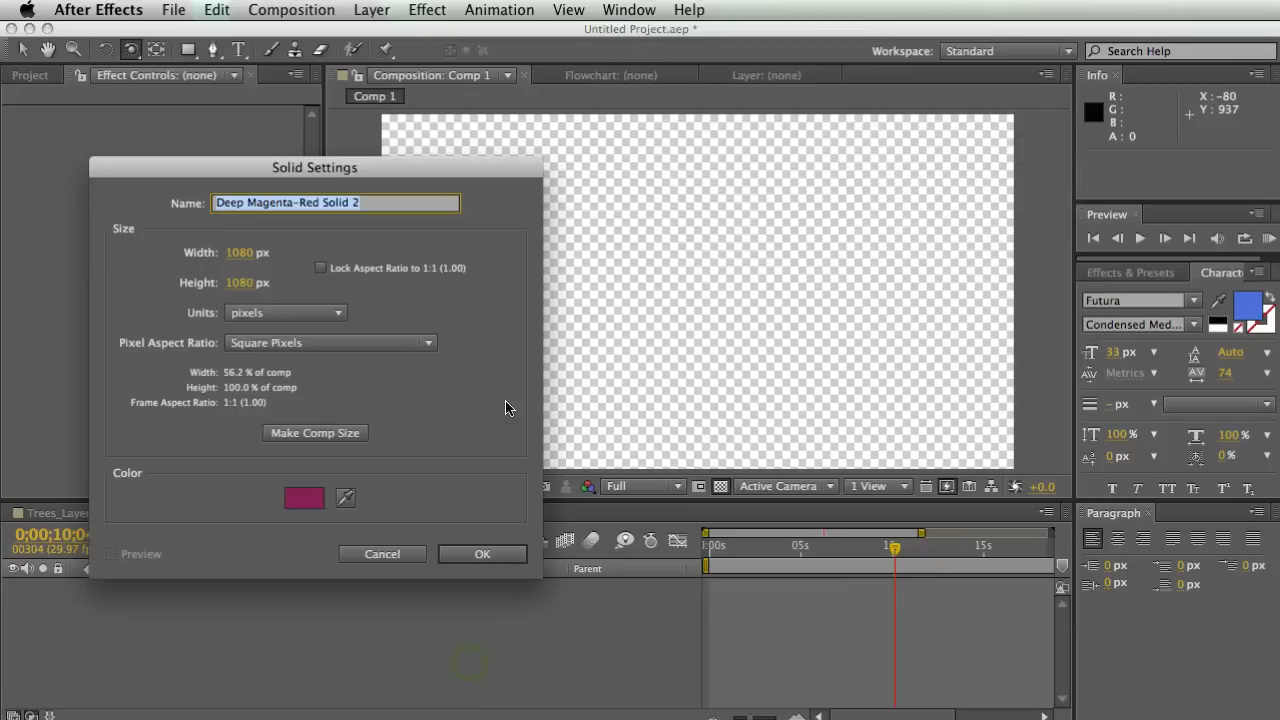 After Effects File Edit Composition Layer Effect Animation View Window Help
Untitled Project.aep *
Workspace: Standard Search Help
Project Effect Controls: (none) Composition: Comp 1 Flowchart: (none) Layer: (none) Info
Comp 1
R : X : -80
G : Y : 937
B :
A : 0
Solid Settings
Name: Deep Magenta-Red Solid 2
Size
Width: 1080 px
Lock Aspect Ratio to 1:1 (1.00)
Height: 1080 px
Units: pixels
Pixel Aspect Ratio: Square Pixels
Width: 56.2 % of comp
Height: 100.0 % of comp
Frame Aspect Ratio: 1:1 (1.00)
Make Comp Size
Color
Preview Cancel OK
Preview
Effects & Presets Charact
Futura
Condensed Med...
33 px Auto
Metrics 74
- px
100 % 100 %
0 px 0 %
T T TT Tt T¹ T₁
Full Active Camera 1 View +0.0
Trees_Layer
0;00;10;0
00304 (29.97 f
Parent
:00s 05s 15s
Paragraph
0 px 0 px 0 px
0 px 0 px